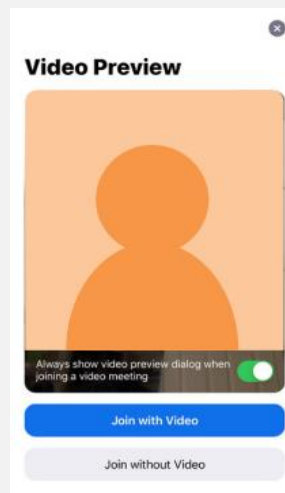 Video Preview
Always show video preview dialog when
joining a video meeting
Join with Video
Join without Video